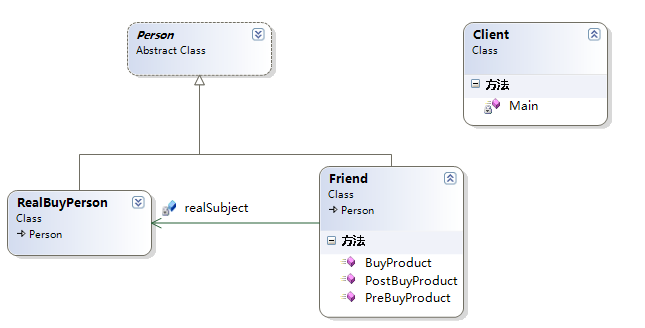 Person
Abstract Class
Client
Class
方法
Main
RealBuyPerson
Class
Person
realSubject
Friend
Class
Person
方法
BuyProduct
PostBuyProduct
PreBuyProduct